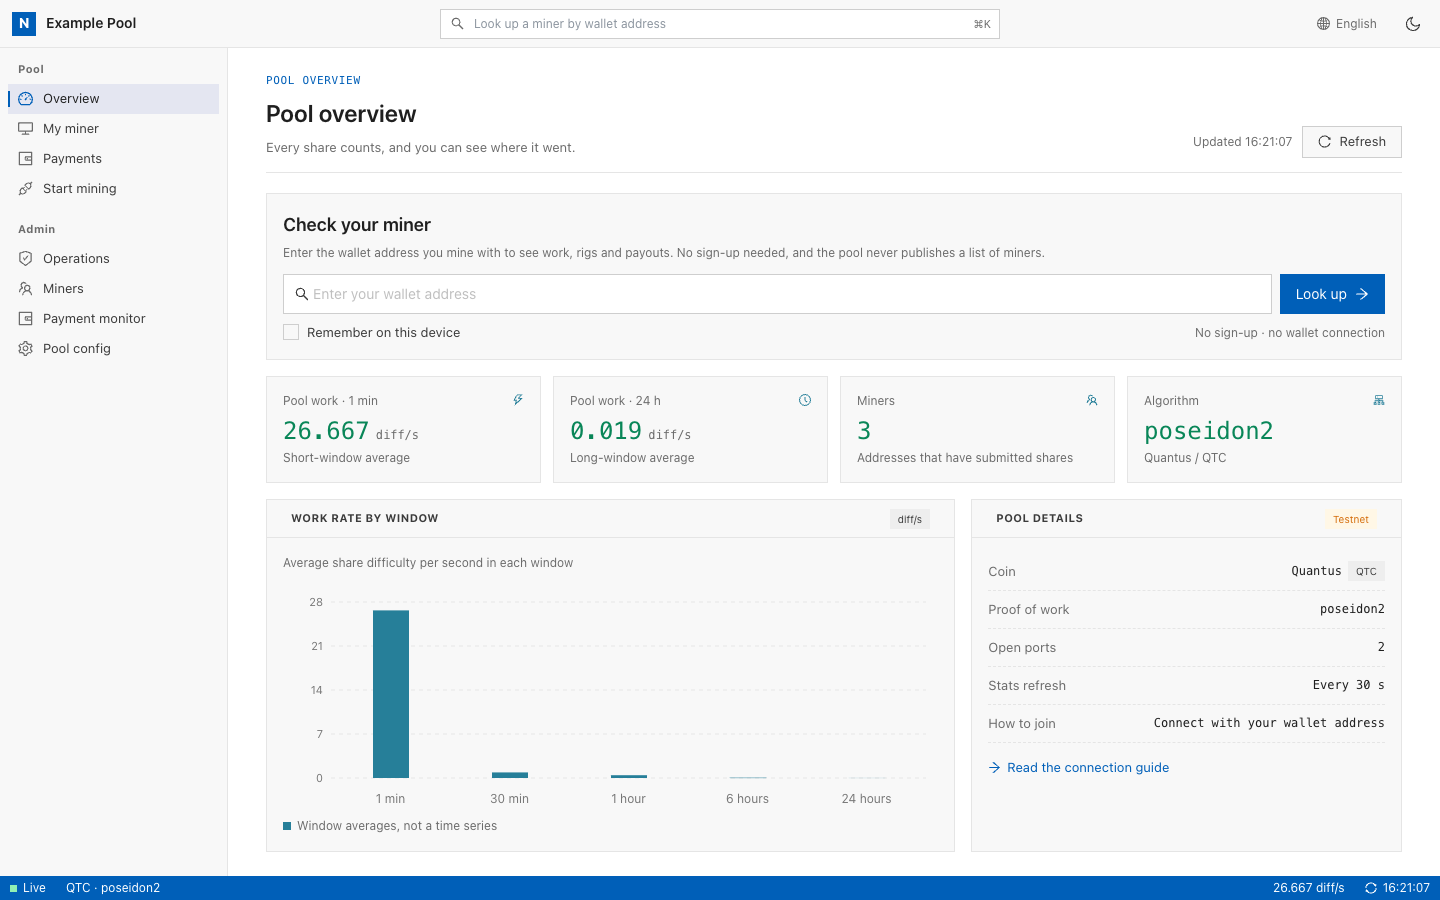 N Example Pool
Look up a miner by wallet address ⌘K
English
Pool
Overview
My miner
Payments
Start mining
Admin
Operations
Miners
Payment monitor
Pool config
POOL OVERVIEW
Pool overview
Every share counts, and you can see where it went.
Updated 16:21:07
Refresh
Check your miner
Enter the wallet address you mine with to see work, rigs and payouts. No sign-up needed, and the pool never publishes a list of miners.
Enter your wallet address
Look up
Remember on this device
No sign-up · no wallet connection
Pool work · 1 min
26.667 diff/s
Short-window average
Pool work · 24 h
0.019 diff/s
Long-window average
Miners
3
Addresses that have submitted shares
Algorithm
poseidon2
Quantus / QTC
WORK RATE BY WINDOW
diff/s
Average share difficulty per second in each window
28
21
14
7
0
1 min
30 min
1 hour
6 hours
24 hours
Window averages, not a time series
POOL DETAILS
Testnet
Coin Quantus QTC
Proof of work poseidon2
Open ports 2
Stats refresh Every 30 s
How to join Connect with your wallet address
Read the connection guide
Live QTC · poseidon2
26.667 diff/s 16:21:07